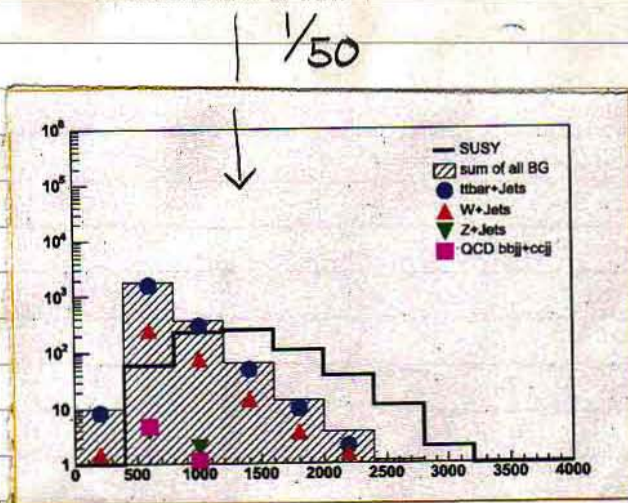 1/50
10⁶
10⁵
10⁴
10³
10²
10
1
0 500 1000 1500 2000 2500 3000 3500 4000
SUSY
sum of all BG
ttbar+Jets
W+Jets
Z+Jets
QCD bbjj+ccjj